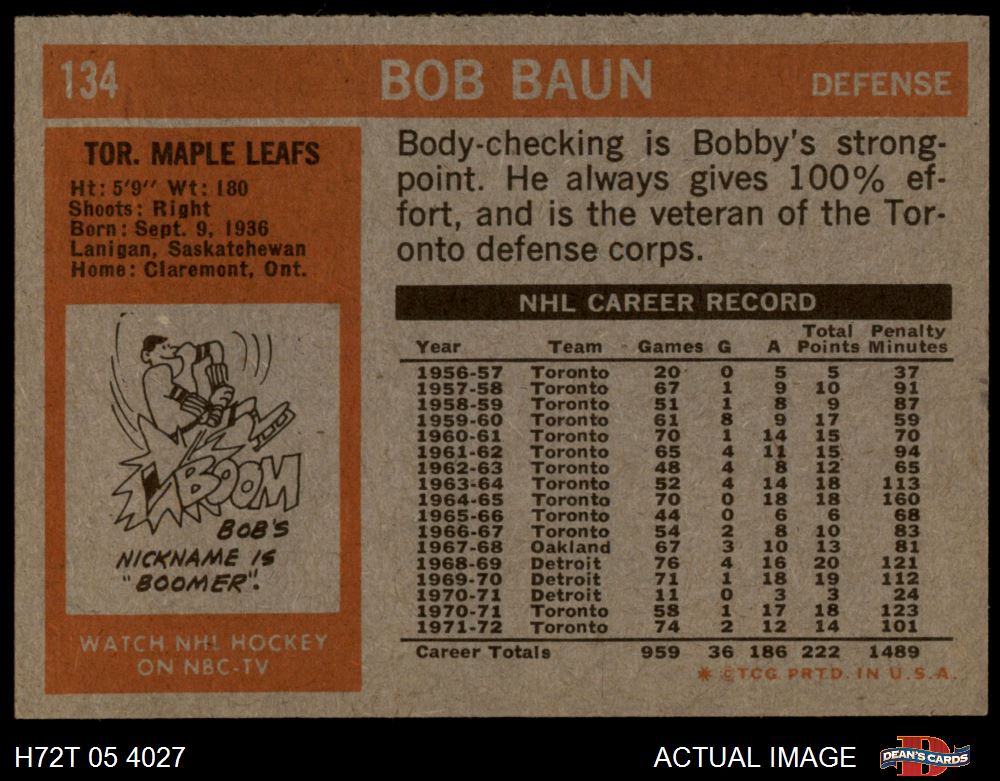 134 BOB BAUN DEFENSE
TOR. MAPLE LEAFS
Ht: 5'9" Wt: 180
Shoots: Right
Born: Sept. 9, 1936
Lanigan, Saskatchewan
Home: Claremont, Ont.
KABOOM
BOB'S
NICKNAME IS
"BOOMER".
WATCH NHL HOCKEY
ON NBC-TV
Body-checking is Bobby's strong-
point. He always gives 100% ef-
fort, and is the veteran of the Tor-
onto defense corps.
NHL CAREER RECORD
Year Team Games G A Total Points Penalty Minutes
1956-57 Toronto 20 0 5 5 37
1957-58 Toronto 67 1 9 10 91
1958-59 Toronto 51 1 8 9 87
1959-60 Toronto 61 8 9 17 59
1960-61 Toronto 70 1 14 15 70
1961-62 Toronto 65 4 11 15 94
1962-63 Toronto 48 4 8 12 65
1963-64 Toronto 52 4 14 18 113
1964-65 Toronto 70 0 18 18 160
1965-66 Toronto 44 0 6 6 68
1966-67 Toronto 54 2 8 10 83
1967-68 Oakland 67 3 10 13 81
1968-69 Detroit 76 4 16 20 121
1969-70 Detroit 71 1 18 19 112
1970-71 Detroit 11 0 3 3 24
1970-71 Toronto 58 1 17 18 123
1971-72 Toronto 74 2 12 14 101
Career Totals 959 36 186 222 1489
* ©TCG PRTD. IN U.S.A.
H72T 05 4027 ACTUAL IMAGE DEAN'S CARDS